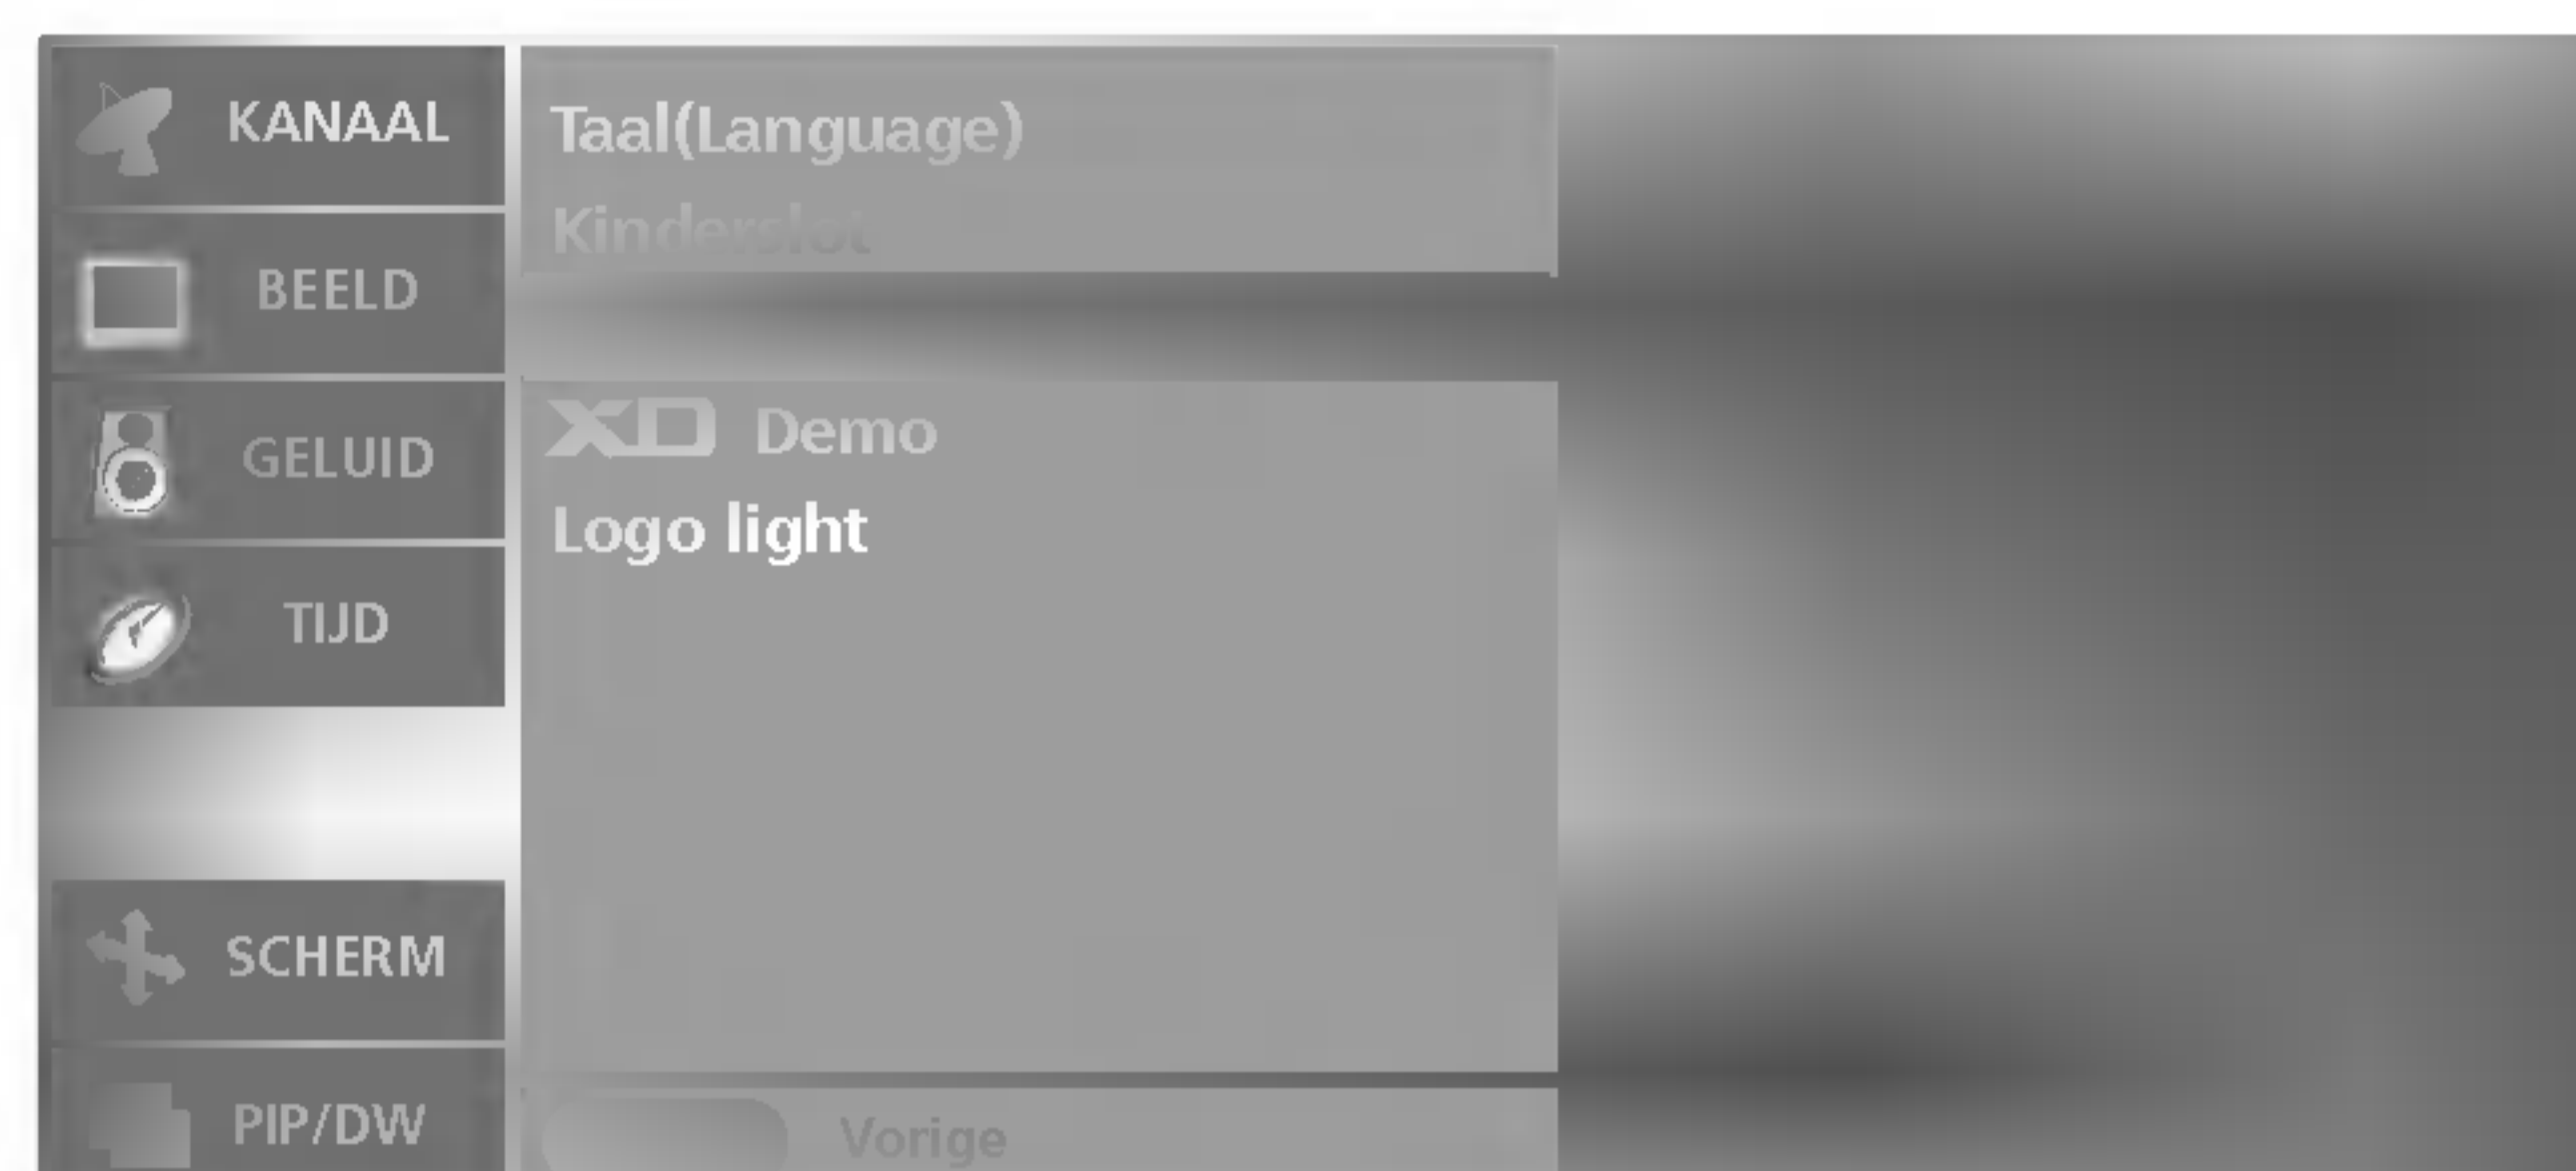 KANAAL
BEELD
GELUID
TIJD
SCHERM
PIP/DW
Taal(Language)
Kinderslot
XD Demo
Logo light
Vorige